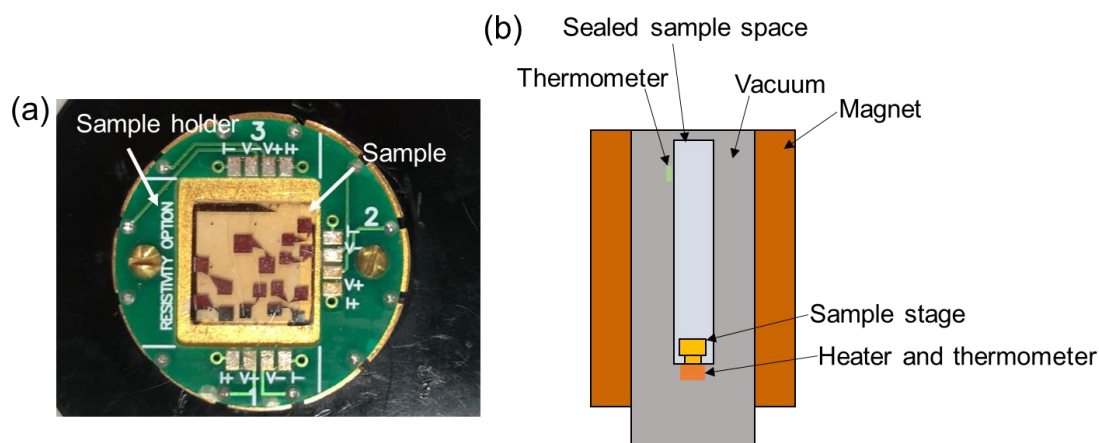 (a)
Sample holder
Sample
3
I- V- V+ I+
2
I-
V-
V+
I+
RESISTIVITY OPTION
I+ V+ V- I-
1
(b)
Sealed sample space
Thermometer
Vacuum
Magnet
Sample stage
Heater and thermometer